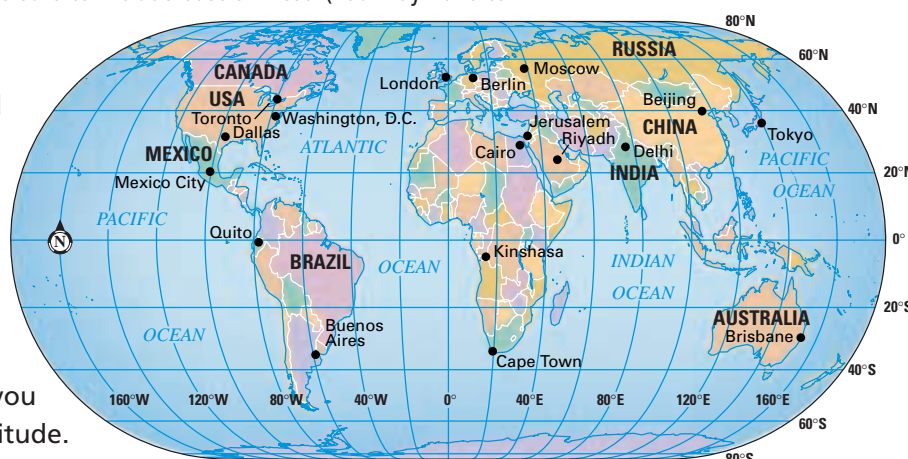 80°N
60°N
RUSSIA
CANADA
Moscow
London
Berlin
USA
Beijing
40°N
Toronto
Washington, D.C.
Jerusalem
CHINA
Dallas
Riyadh
Tokyo
MEXICO
ATLANTIC
Cairo
Delhi
PACIFIC
20°N
Mexico City
INDIA
OCEAN
PACIFIC
Quito
N
0°
Kinshasa
BRAZIL
OCEAN
INDIAN
OCEAN
20°S
OCEAN
Buenos
Aires
AUSTRALIA
Brisbane
Cape Town
40°S
you
160°W 120°W 80°W 40°W 0° 40°E 80°E 120°E 160°E
60°S
itude.
80°S